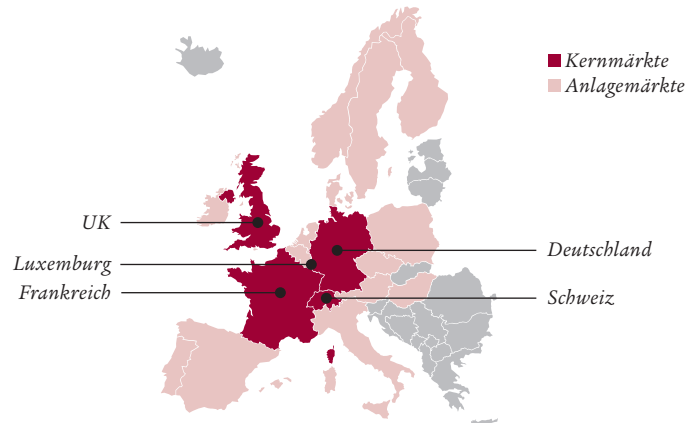 Kernmärkte
Anlagemärkte
UK
Luxemburg
Frankreich
Deutschland
Schweiz